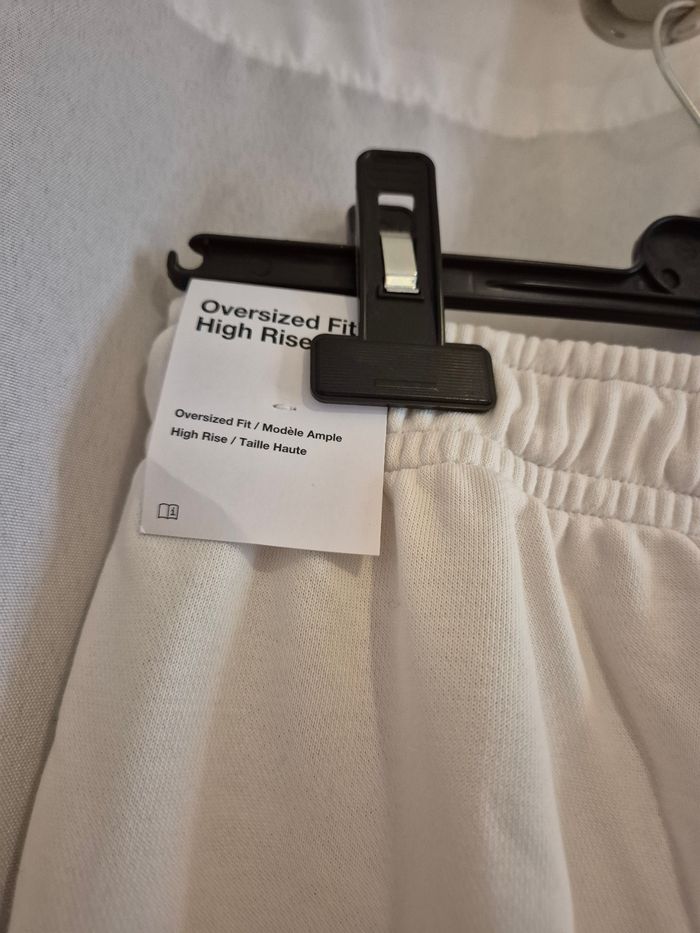 Oversized Fit
High Rise
Oversized Fit / Modèle Ample
High Rise / Taille Haute